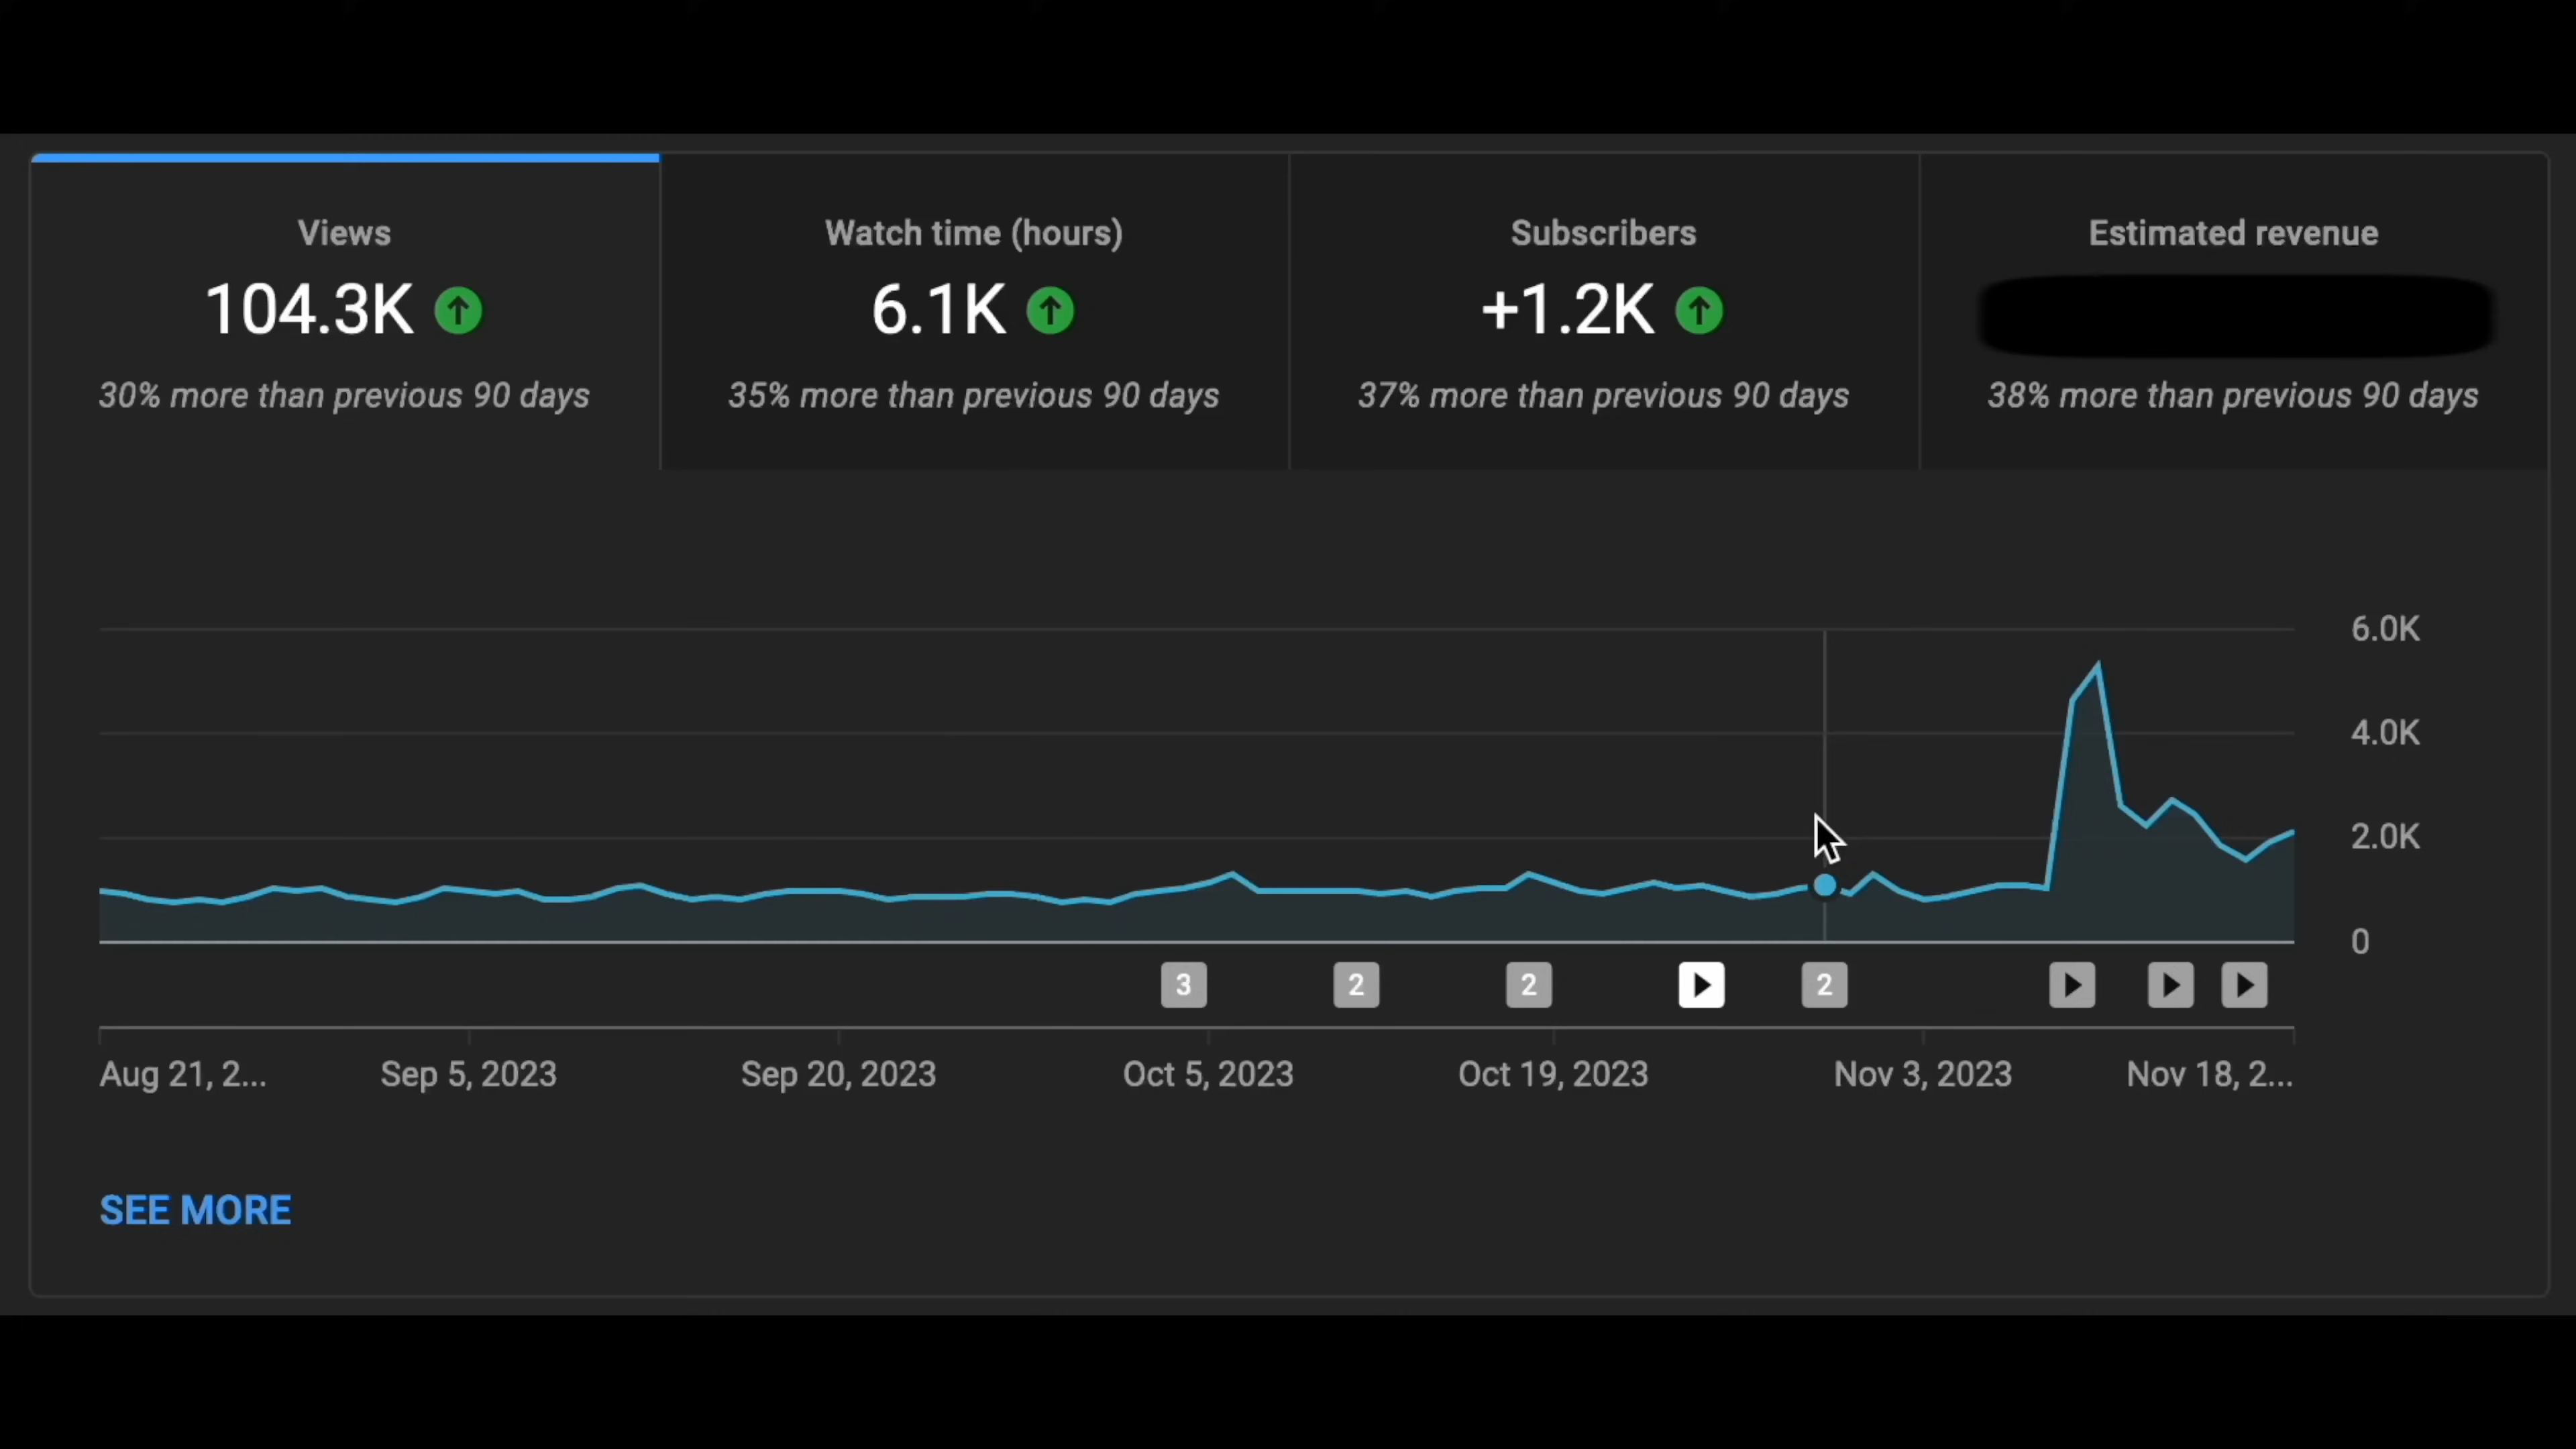 Views
104.3K
30% more than previous 90 days
Watch time (hours)
6.1K
35% more than previous 90 days
Subscribers
+1.2K
37% more than previous 90 days
Estimated revenue
38% more than previous 90 days
6.0K
4.0K
2.0K
0
3 2 2 2
Aug 21, 2... Sep 5, 2023 Sep 20, 2023 Oct 5, 2023 Oct 19, 2023 Nov 3, 2023 Nov 18, 2...
SEE MORE